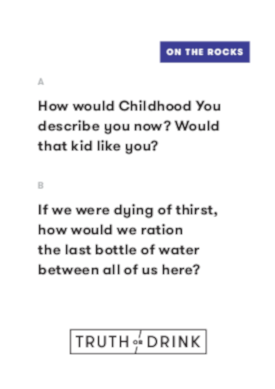 ON THE ROCKS
A
How would Childhood You
describe you now? Would
that kid like you?
B
If we were dying of thirst,
how would we ration
the last bottle of water
between all of us here?
TRUTH OR DRINK